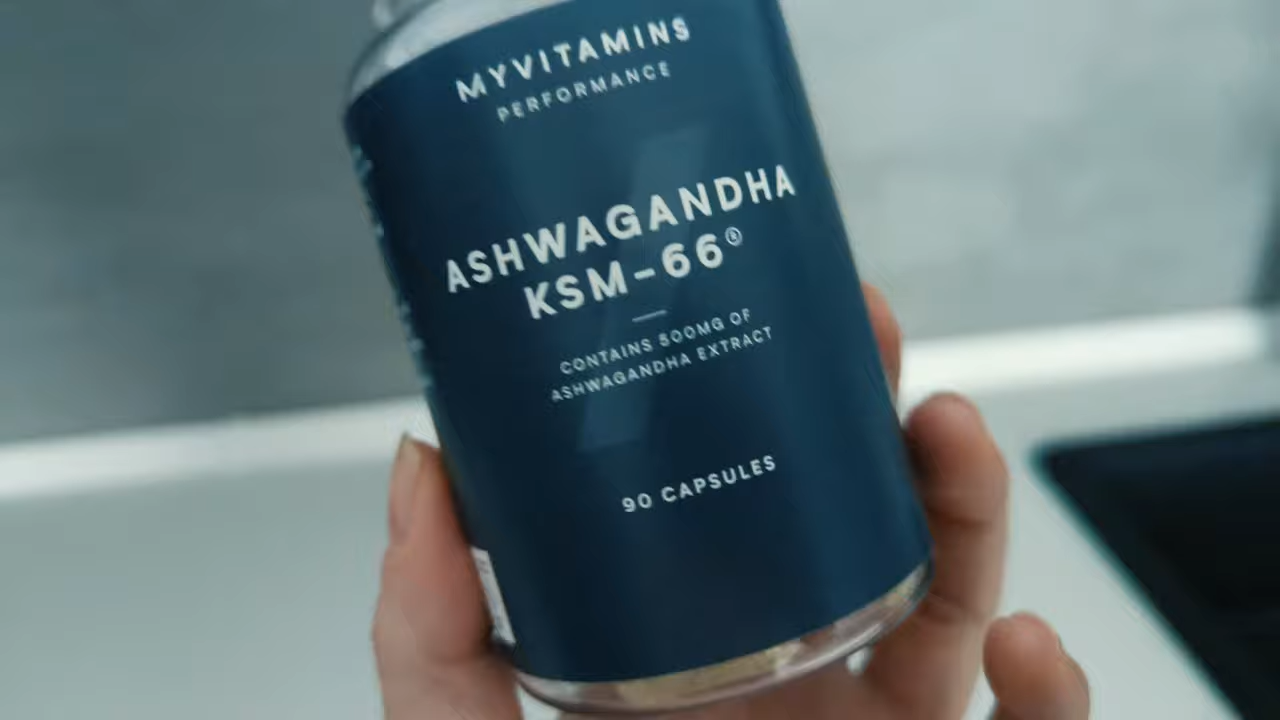 MYVITAMINS
PERFORMANCE
ASHWAGANDHA
KSM-66®
CONTAINS 500MG OF
ASHWAGANDHA EXTRACT
90 CAPSULES